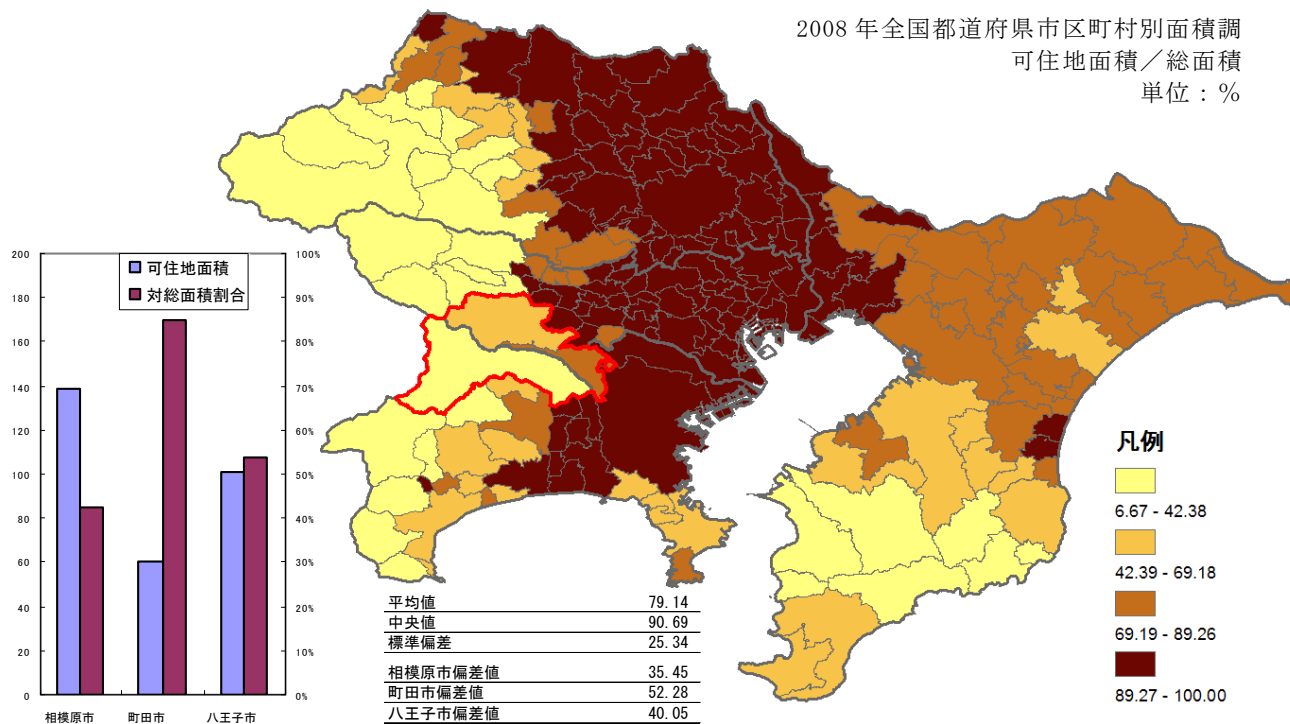 2008 年全国都道府県市区町村別面積調
可住地面積／総面積
単位：%
可住地面積
対総面積割合
200
180
160
140
120
100
80
60
40
20
0
100%
90%
80%
70%
60%
50%
40%
30%
20%
10%
0%
相模原市
町田市
八王子市
平均値 79.14
中央値 90.69
標準偏差 25.34
相模原市偏差値 35.45
町田市偏差値 52.28
八王子市偏差値 40.05
凡例
6.67 - 42.38
42.39 - 69.18
69.19 - 89.26
89.27 - 100.00